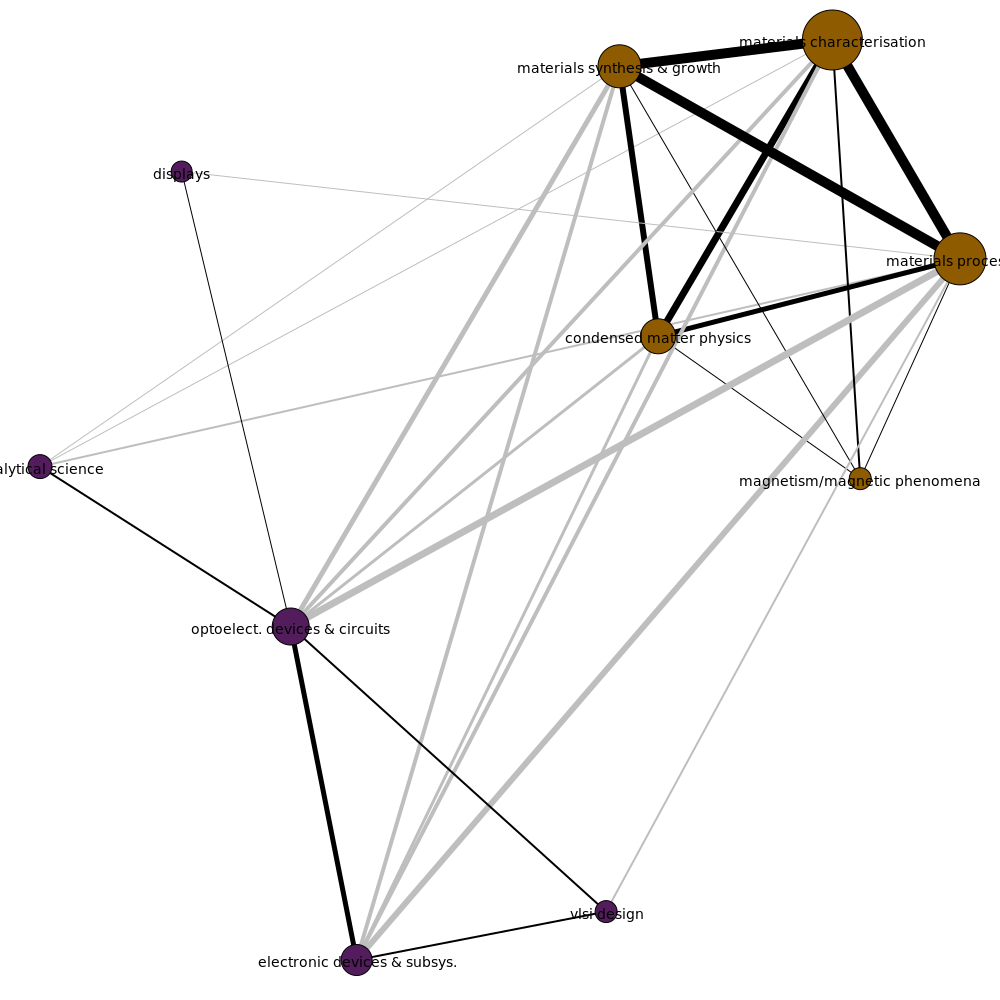 materials characterisation
materials synthesis & growth
displays
materials proces
condensed matter physics
alytical science
magnetism/magnetic phenomena
optoelect. devices & circuits
vlsi design
electronic devices & subsys.